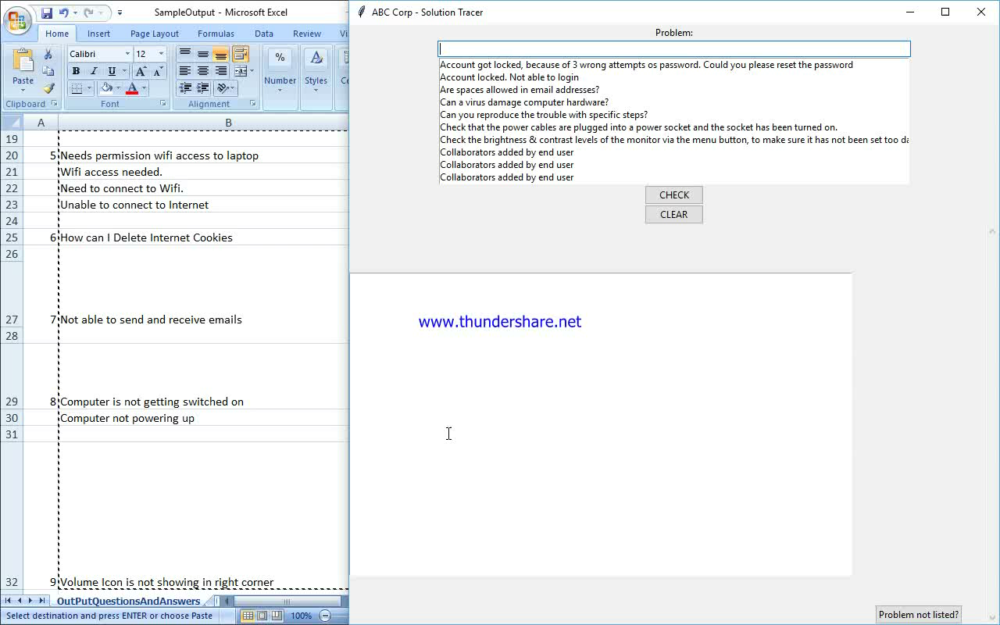 SampleOutput - Microsoft Excel
Home Insert Page Layout Formulas Data Review
Calibri 12
Paste
B I U A A
% A
Number Styles
Clipboard Font Alignment
A B
19
20 5 Needs permission wifi access to laptop
21 Wifi access needed.
22 Need to connect to Wifi.
23 Unable to connect to Internet
24
25 6 How can I Delete Internet Cookies
26
27 7 Not able to send and receive emails
28
29 8 Computer is not getting switched on
30 Computer not powering up
31
32 9 Volume Icon is not showing in right corner
OutPutQuestionsAndAnswers
Select destination and press ENTER or choose Paste 100%
ABC Corp - Solution Tracer
Problem:
Account got locked, because of 3 wrong attempts os password. Could you please reset the password
Account locked. Not able to login
Are spaces allowed in email addresses?
Can a virus damage computer hardware?
Can you reproduce the trouble with specific steps?
Check that the power cables are plugged into a power socket and the socket has been turned on.
Check the brightness & contrast levels of the monitor via the menu button, to make sure it has not been set too da
Collaborators added by end user
Collaborators added by end user
Collaborators added by end user
CHECK
CLEAR
www.thundershare.net
Problem not listed?